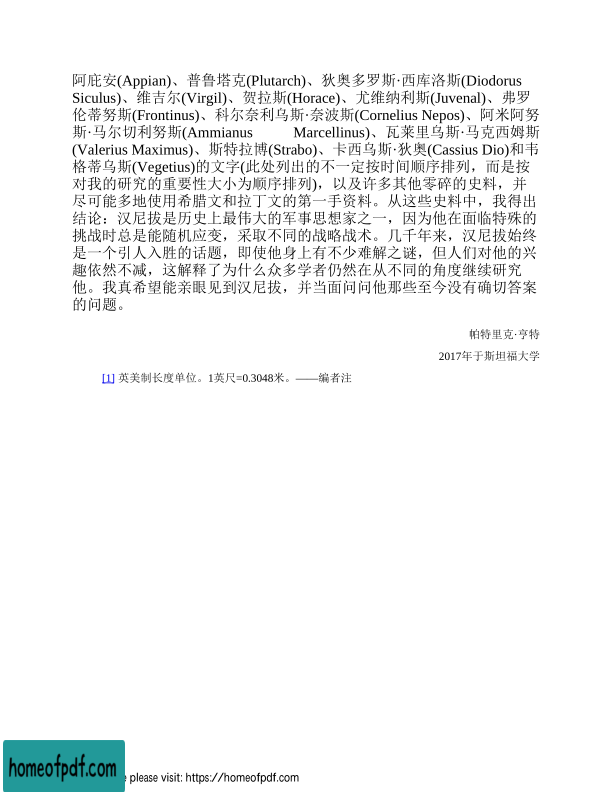 阿庇安(Appian)、普鲁塔克(Plutarch)、狄奥多罗斯·西库洛斯(Diodorus
Siculus)、维吉尔(Virgil)、贺拉斯(Horace)、尤维纳利斯(Juvenal)、弗罗
伦蒂努斯(Frontinus)、科尔奈利乌斯·奈波斯(Cornelius Nepos)、阿米阿努
斯·马尔切利努斯(Ammianus Marcellinus)、瓦莱里乌斯·马克西姆斯
(Valerius Maximus)、斯特拉博(Strabo)、卡西乌斯·狄奥(Cassius Dio)和韦
格蒂乌斯(Vegetius)的文字(此处列出的不一定按时间顺序排列，而是按
对我的研究的重要性大小为顺序排列)，以及许多其他零碎的史料，并
尽可能多地使用希腊文和拉丁文的第一手资料。从这些史料中，我得出
结论：汉尼拔是历史上最伟大的军事思想家之一，因为他在面临特殊的
挑战时总是能随机应变，采取不同的战略战术。几千年来，汉尼拔始终
是一个引人入胜的话题，即使他身上有不少难解之谜，但人们对他的兴
趣依然不减，这解释了为什么众多学者仍然在从不同的角度继续研究
他。我真希望能亲眼见到汉尼拔，并当面问问他那些至今没有确切答案
的问题。
帕特里克·亨特
2017年于斯坦福大学
[1] 英美制长度单位。1英尺=0.3048米。——编者注
homeofpdf.com
please visit: https://homeofpdf.com